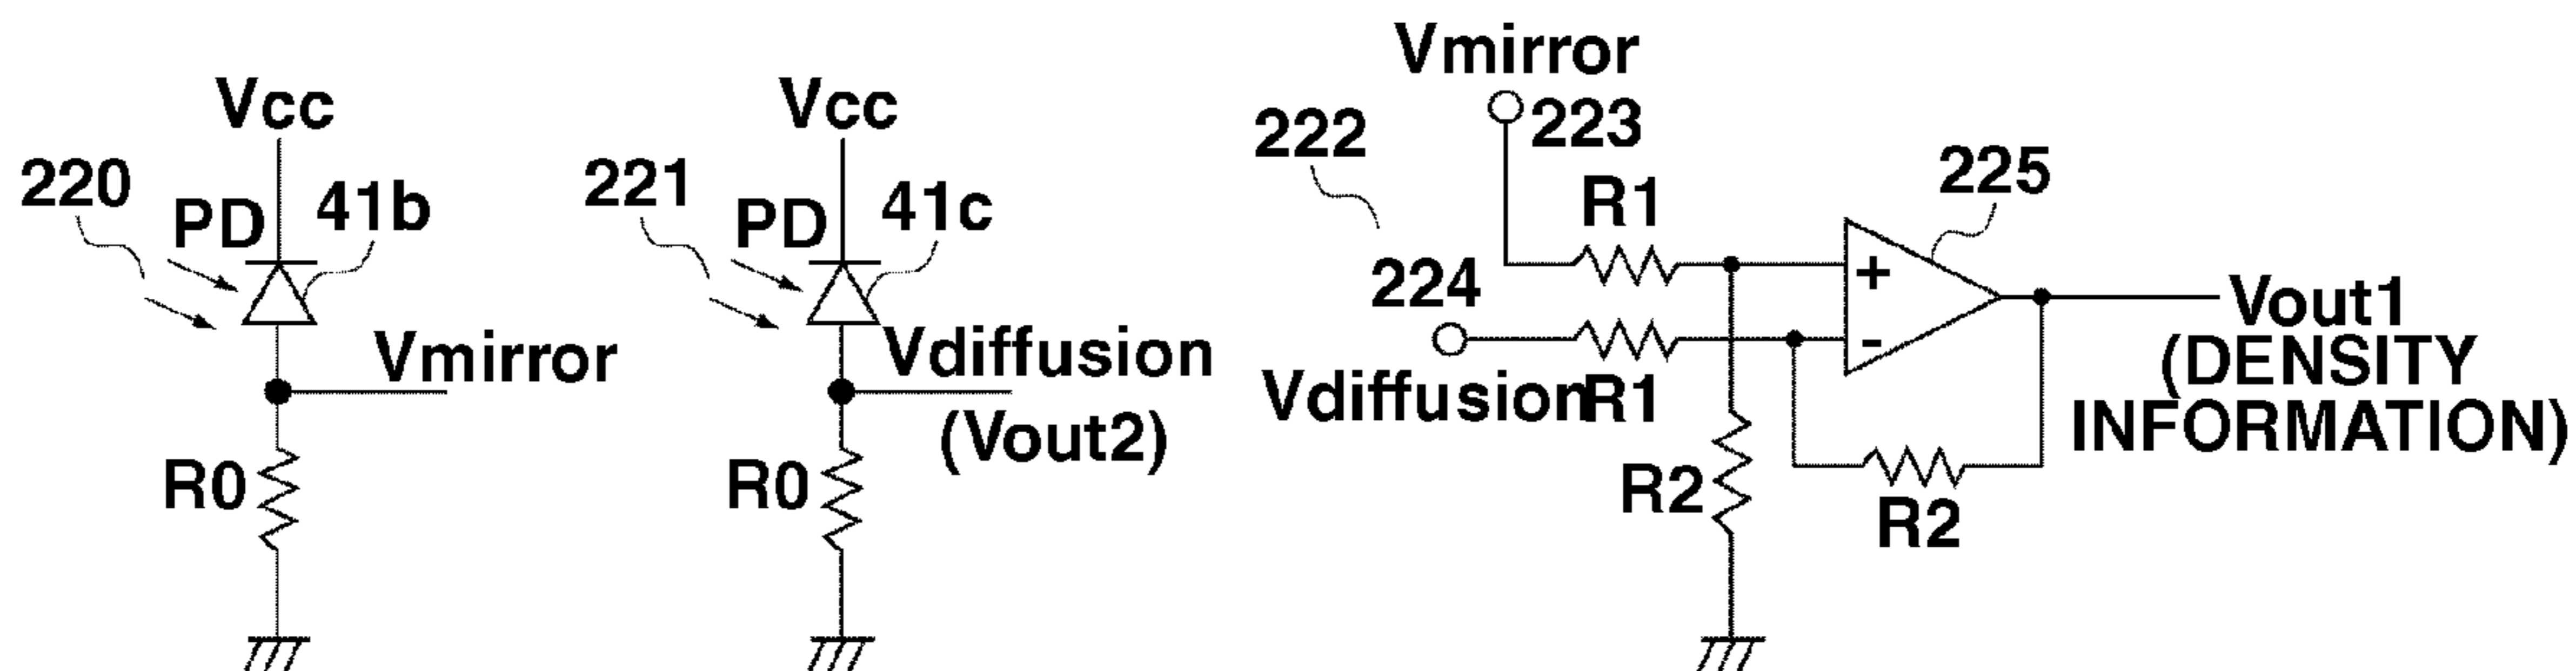 Vcc
220
PD
41b
Vmirror
R0
Vcc
221
PD
41c
Vdiffusion
(Vout2)
R0
Vmirror
223
222
R1
225
224
+
-
Vdiffusion
R1
Vout1
(DENSITY
INFORMATION)
R2
R2